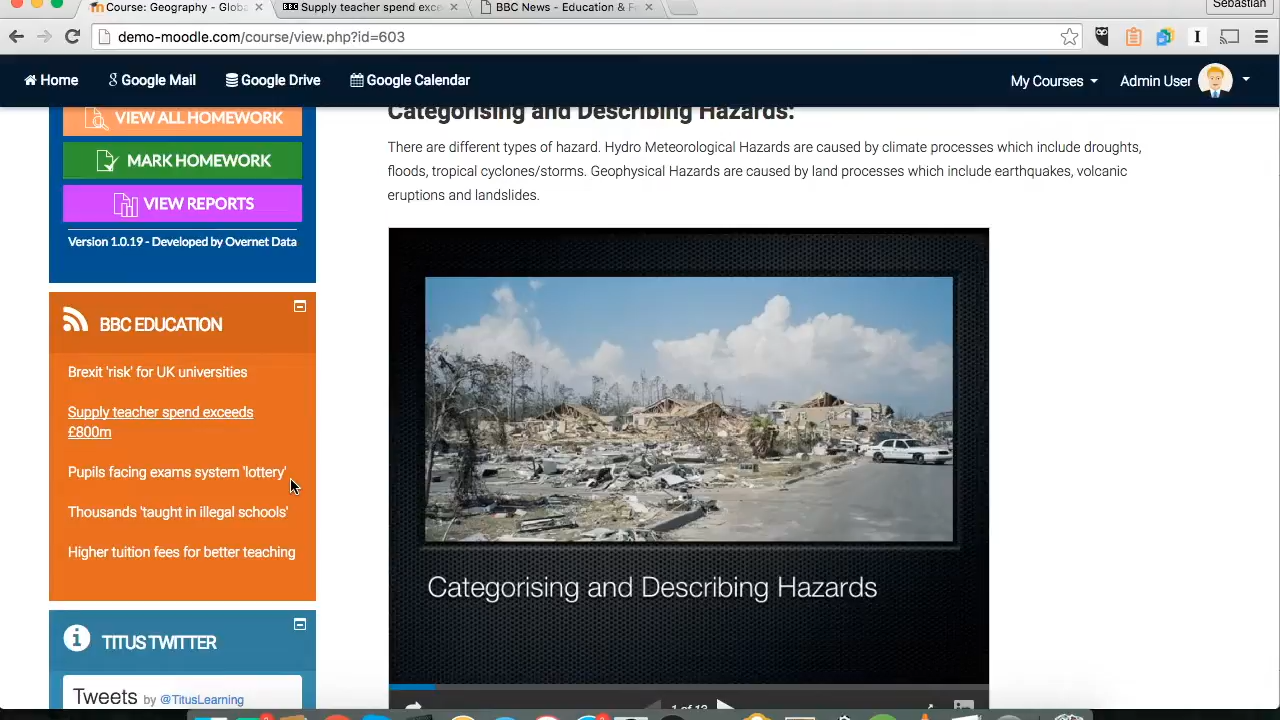 Course: Geography - Globa
Supply teacher spend exce
BBC News - Education & F
Sebastian
demo-moodle.com/course/view.php?id=603
Home
Google Mail
Google Drive
Google Calendar
My Courses
Admin User
VIEW ALL HOMEWORK
MARK HOMEWORK
VIEW REPORTS
Version 1.0.19 - Developed by Overnet Data
BBC EDUCATION
Brexit 'risk' for UK universities
Supply teacher spend exceeds
£800m
Pupils facing exams system 'lottery'
Thousands 'taught in illegal schools'
Higher tuition fees for better teaching
TITUS TWITTER
Tweets by @TitusLearning
Categorising and Describing Hazards:
There are different types of hazard. Hydro Meteorological Hazards are caused by climate processes which include droughts,
floods, tropical cyclones/storms. Geophysical Hazards are caused by land processes which include earthquakes, volcanic
eruptions and landslides.
Categorising and Describing Hazards
1 of 13